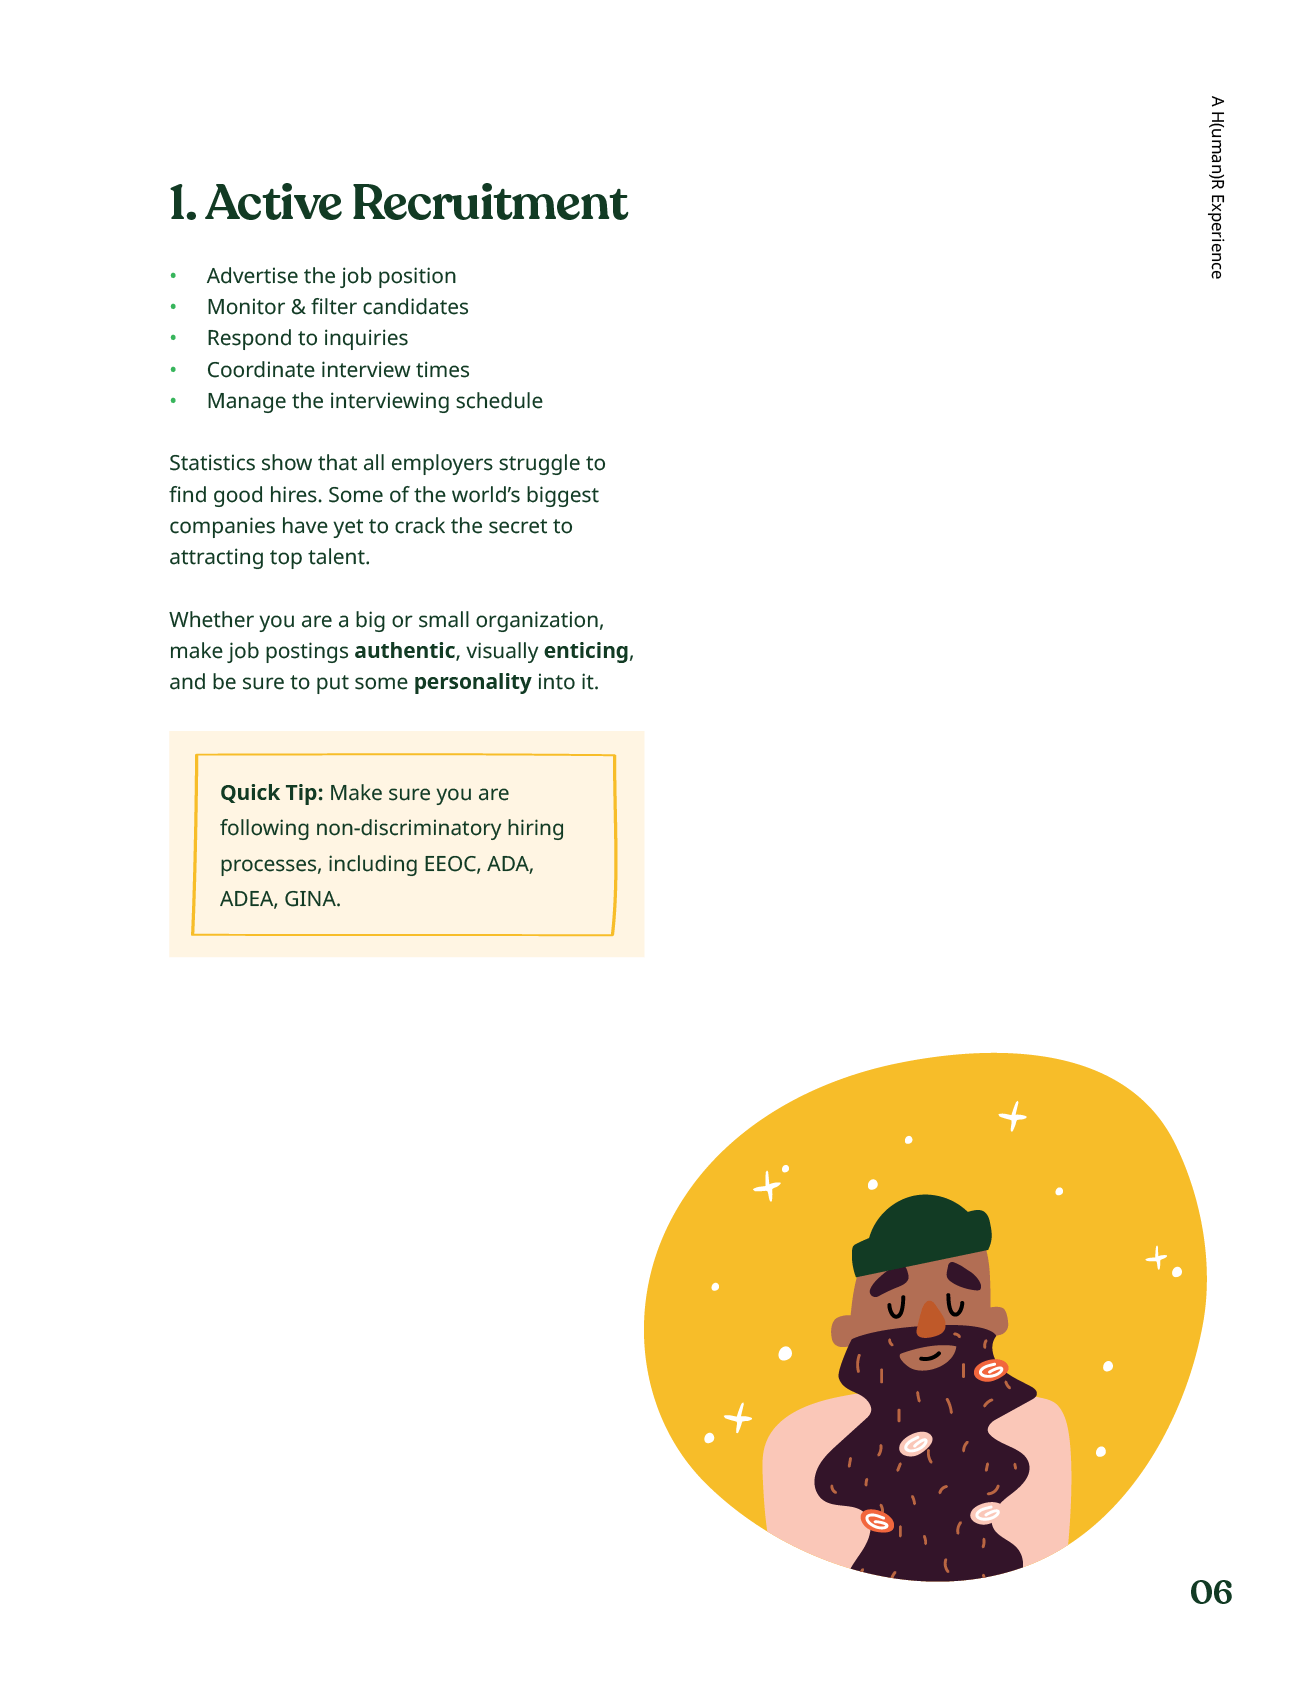 A H(uman)R Experience
1. Active Recruitment
• Advertise the job position
• Monitor & filter candidates
• Respond to inquiries
• Coordinate interview times
• Manage the interviewing schedule
Statistics show that all employers struggle to
find good hires. Some of the world’s biggest
companies have yet to crack the secret to
attracting top talent.
Whether you are a big or small organization,
make job postings authentic, visually enticing,
and be sure to put some personality into it.
Quick Tip: Make sure you are
following non-discriminatory hiring
processes, including EEOC, ADA,
ADEA, GINA.
06